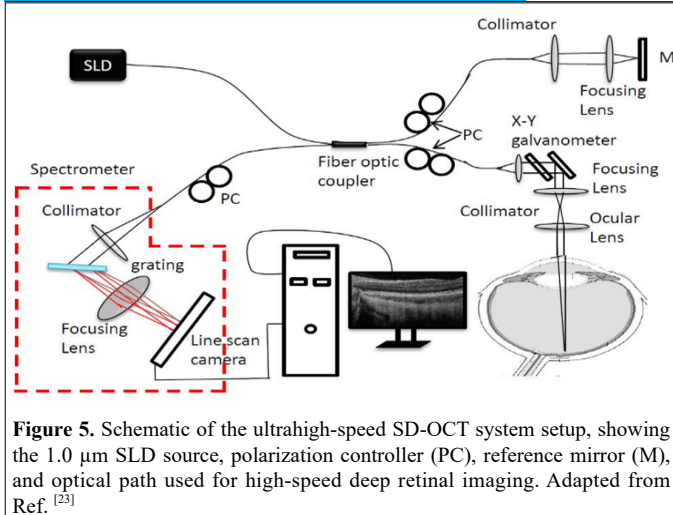 SLD
Collimator
M
Focusing
Lens
PC
X-Y
galvanometer
Fiber optic
coupler
Focusing
Lens
Spectrometer
PC
Collimator
Collimator
Ocular
Lens
grating
Focusing
Lens
Line scan
camera
Figure 5. Schematic of the ultrahigh-speed SD-OCT system setup, showing
the 1.0 µm SLD source, polarization controller (PC), reference mirror (M),
and optical path used for high-speed deep retinal imaging. Adapted from
Ref. [23]